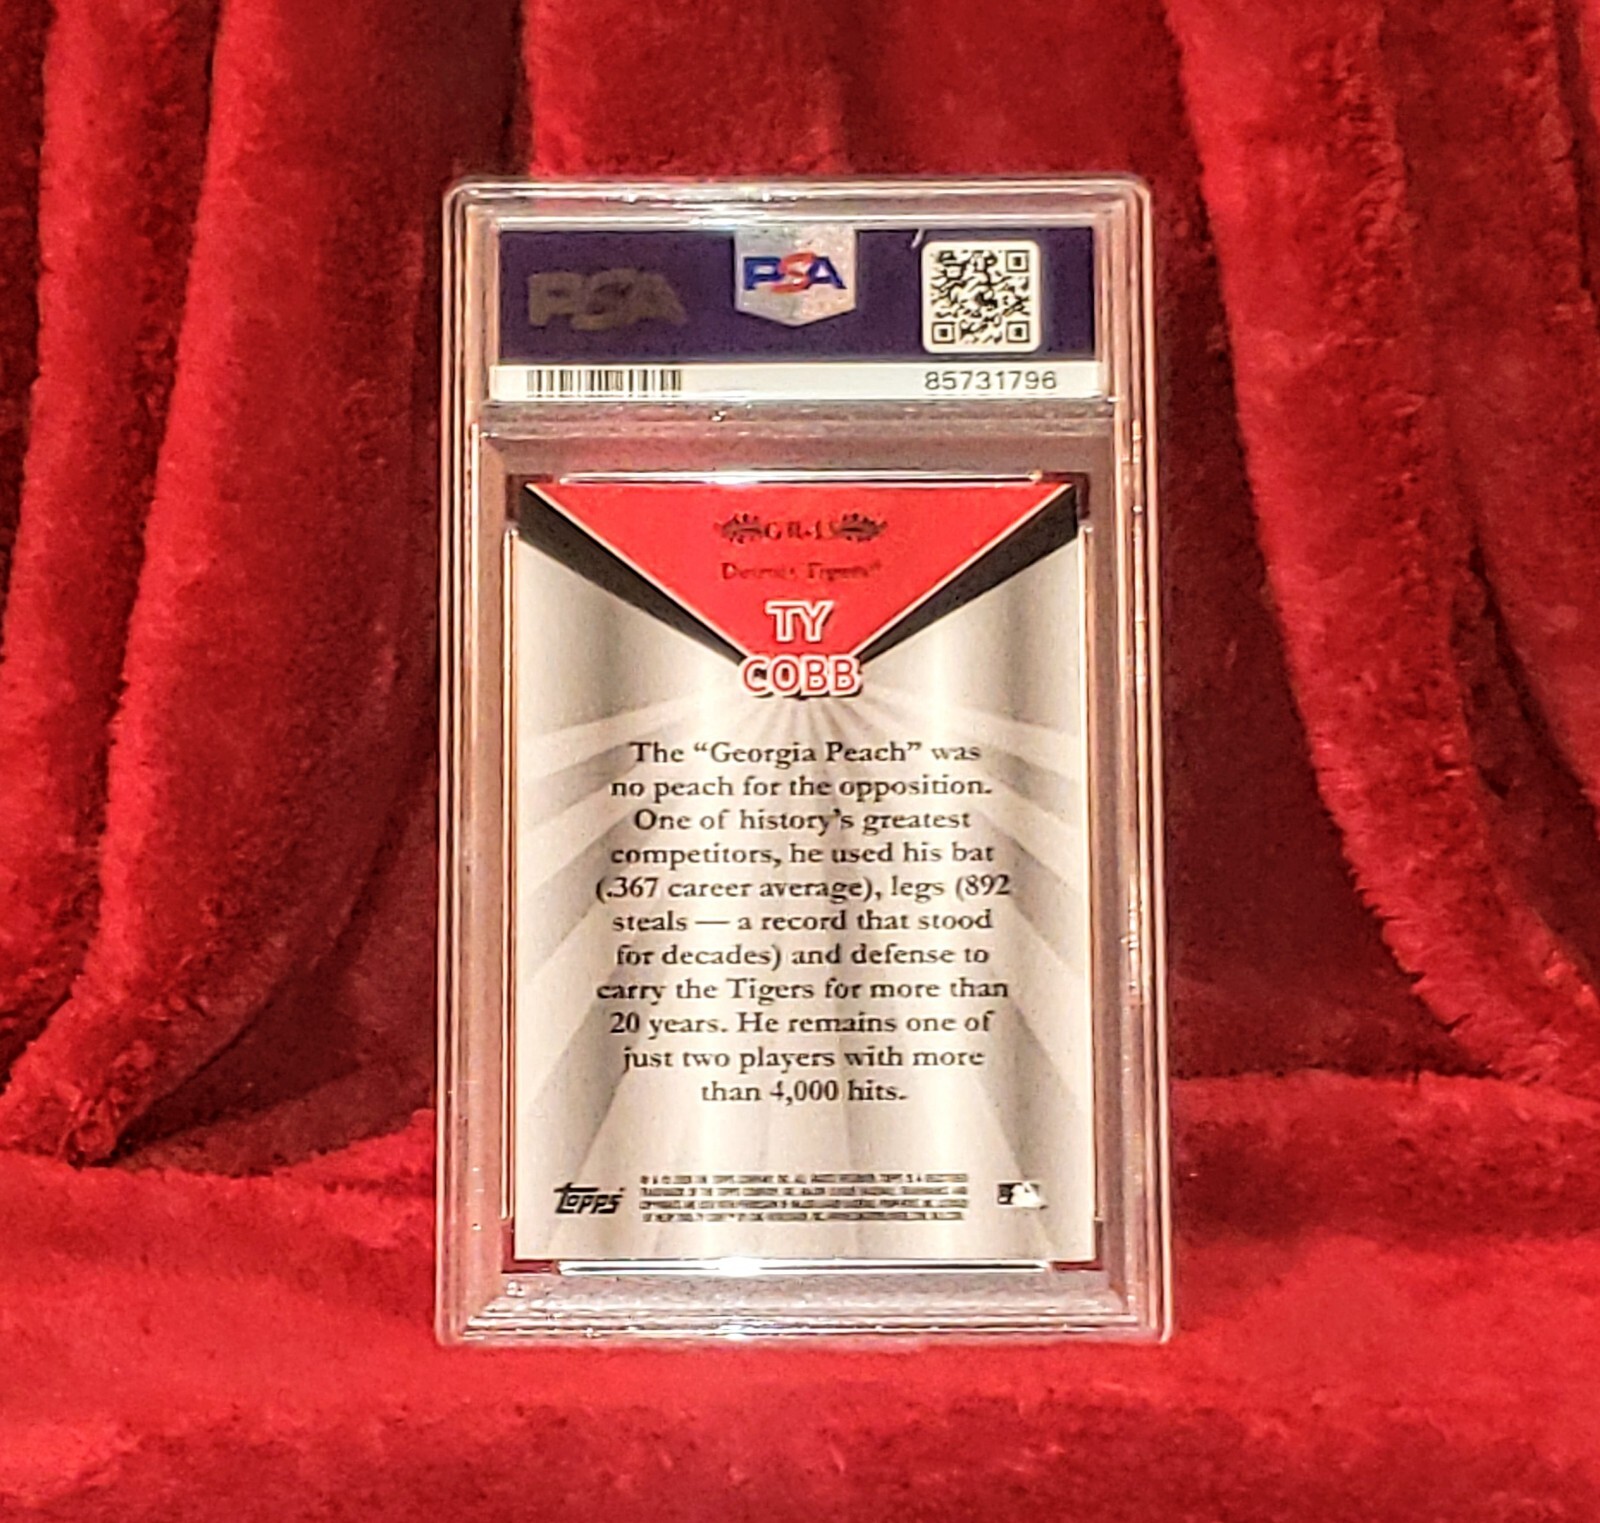 PSA
PSA
85731796
Detroit Tigers
TY
COBB
The “Georgia Peach” was
no peach for the opposition.
One of history’s greatest
competitors, he used his bat
(.367 career average), legs (892
steals — a record that stood
for decades) and defense to
carry the Tigers for more than
20 years. He remains one of
just two players with more
than 4,000 hits.
topps